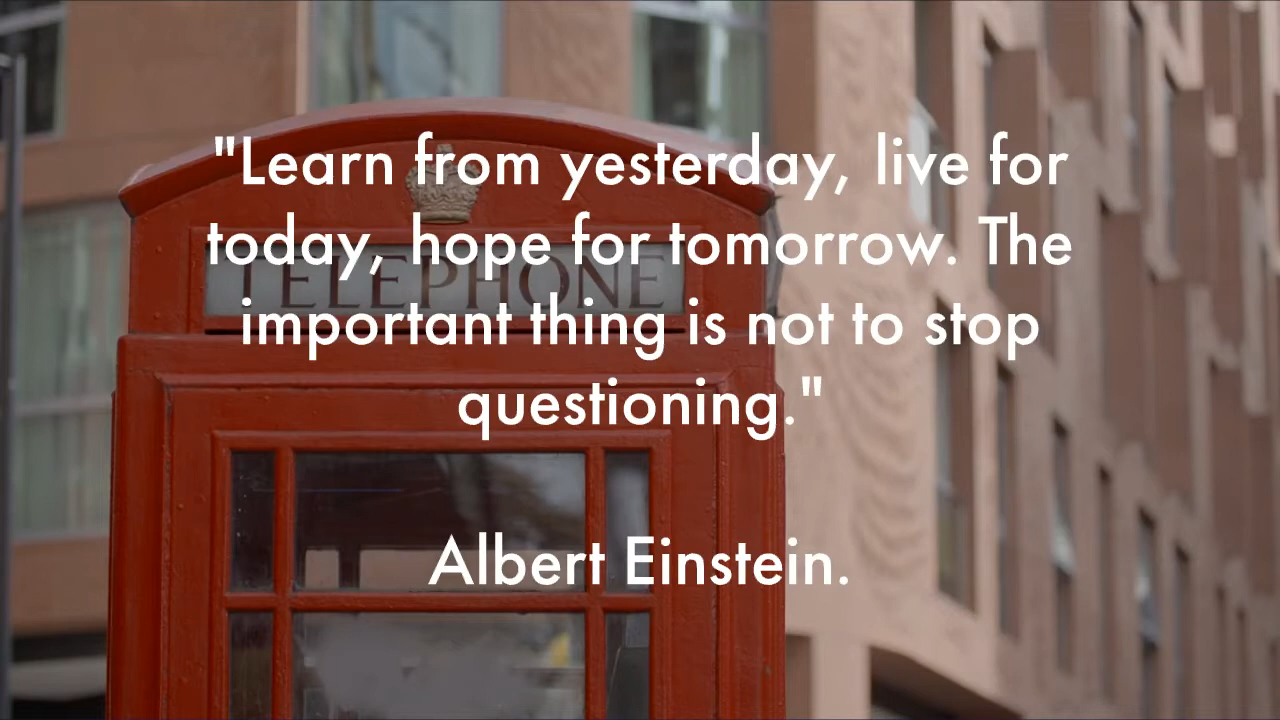 "Learn from yesterday, live for
today, hope for tomorrow. The
important thing is not to stop
questioning."
Albert Einstein.
TELEPHONE